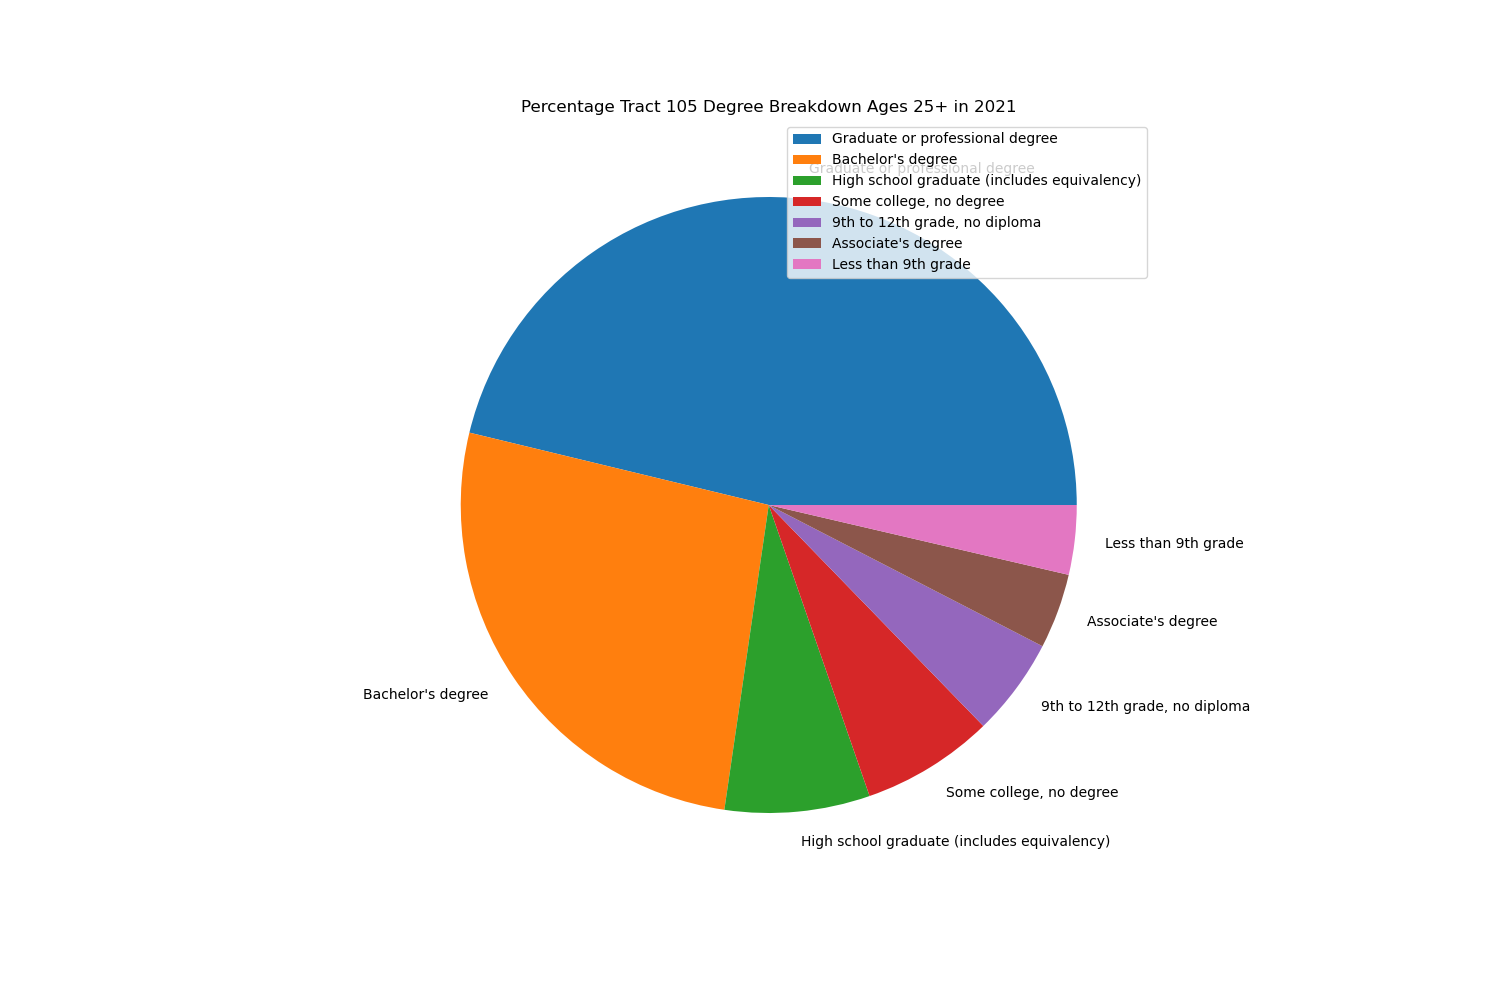 Percentage Tract 105 Degree Breakdown Ages 25+ in 2021
Graduate or professional degree
Bachelor's degree
Graduate or professional degree
High school graduate (includes equivalency)
Some college, no degree
9th to 12th grade, no diploma
Associate's degree
Less than 9th grade
Less than 9th grade
Associate's degree
Bachelor's degree
9th to 12th grade, no diploma
Some college, no degree
High school graduate (includes equivalency)